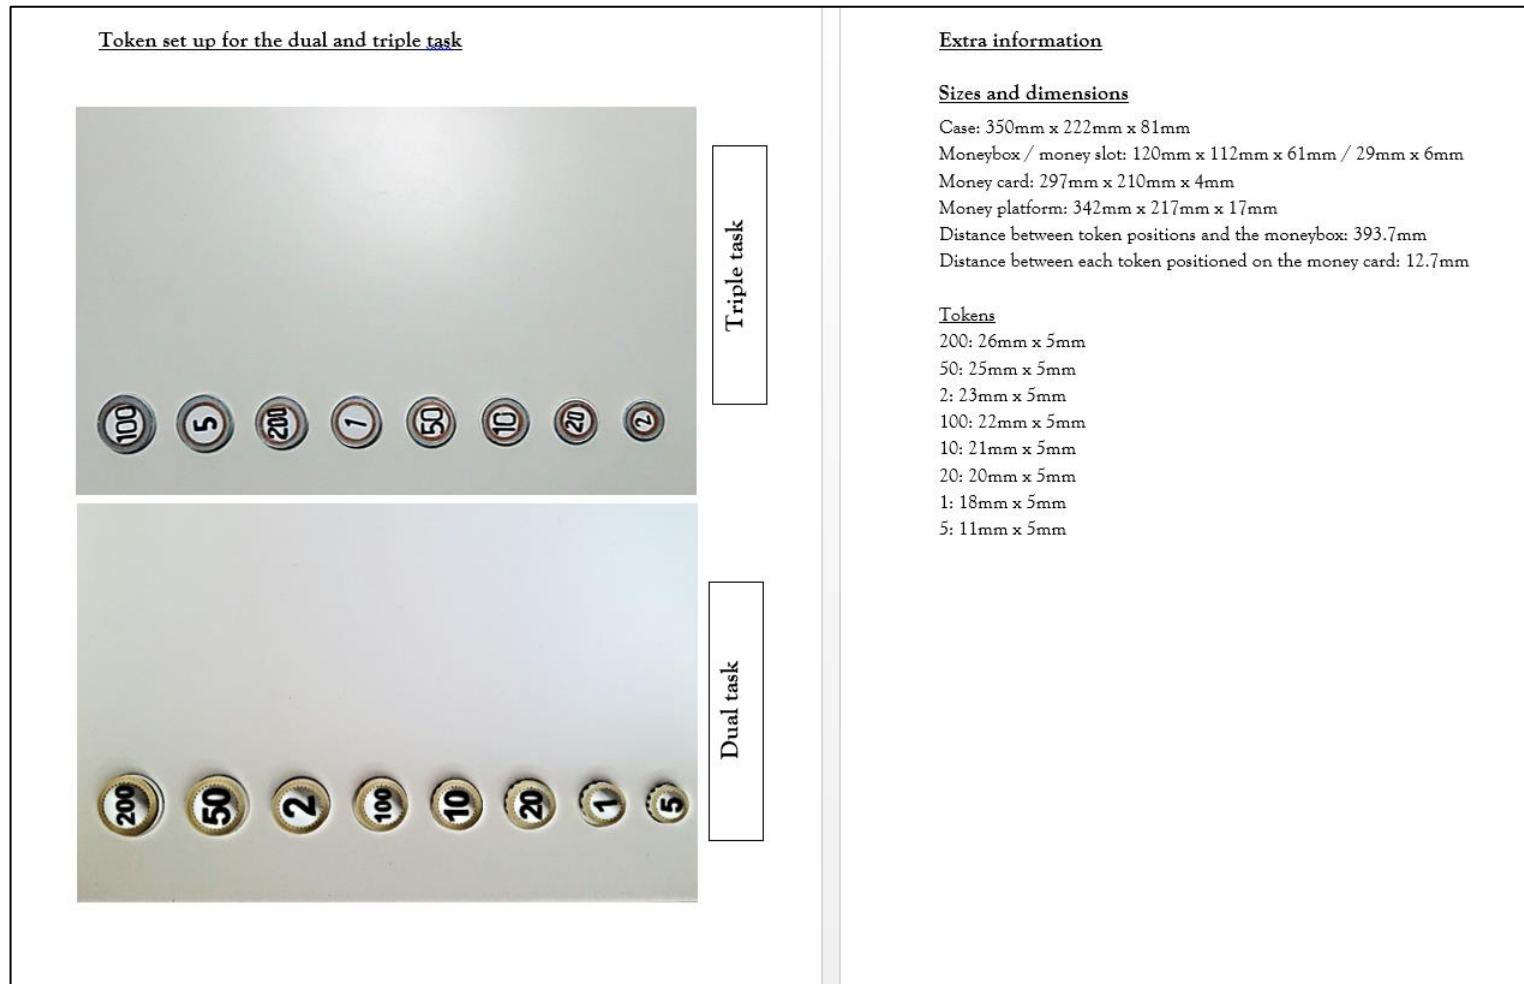 Token set up for the dual and triple task
Triple task
100 5 200 1 50 10 20 2
Dual task
200 50 2 100 10 20 1 5
Extra information
Sizes and dimensions
Case: 350mm x 222mm x 81mm
Moneybox / money slot: 120mm x 112mm x 61mm / 29mm x 6mm
Money card: 297mm x 210mm x 4mm
Money platform: 342mm x 217mm x 17mm
Distance between token positions and the moneybox: 393.7mm
Distance between each token positioned on the money card: 12.7mm
Tokens
200: 26mm x 5mm
50: 25mm x 5mm
2: 23mm x 5mm
100: 22mm x 5mm
10: 21mm x 5mm
20: 20mm x 5mm
1: 18mm x 5mm
5: 11mm x 5mm